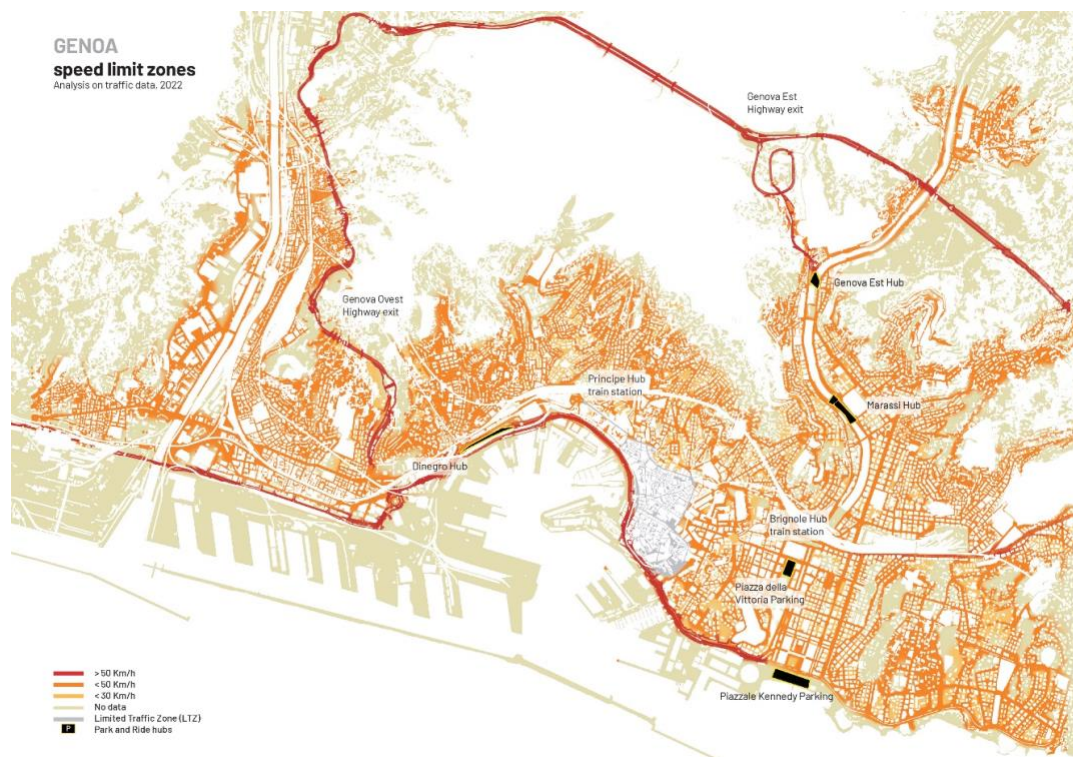 GENOA
speed limit zones
Analysis on traffic data. 2022
Genova Est
Highway exit
Genova Est Hub
Genova Ovest
Highway exit
Principe Hub
train station
Marassi Hub
Dinegro Hub
Brignole Hub
train station
Piazza della
Vittoria Parking
Piazzale Kennedy Parking
> 50 Km/h
< 50 Km/h
< 30 Km/h
No data
Limited Traffic Zone (LTZ)
P Park and Ride hubs